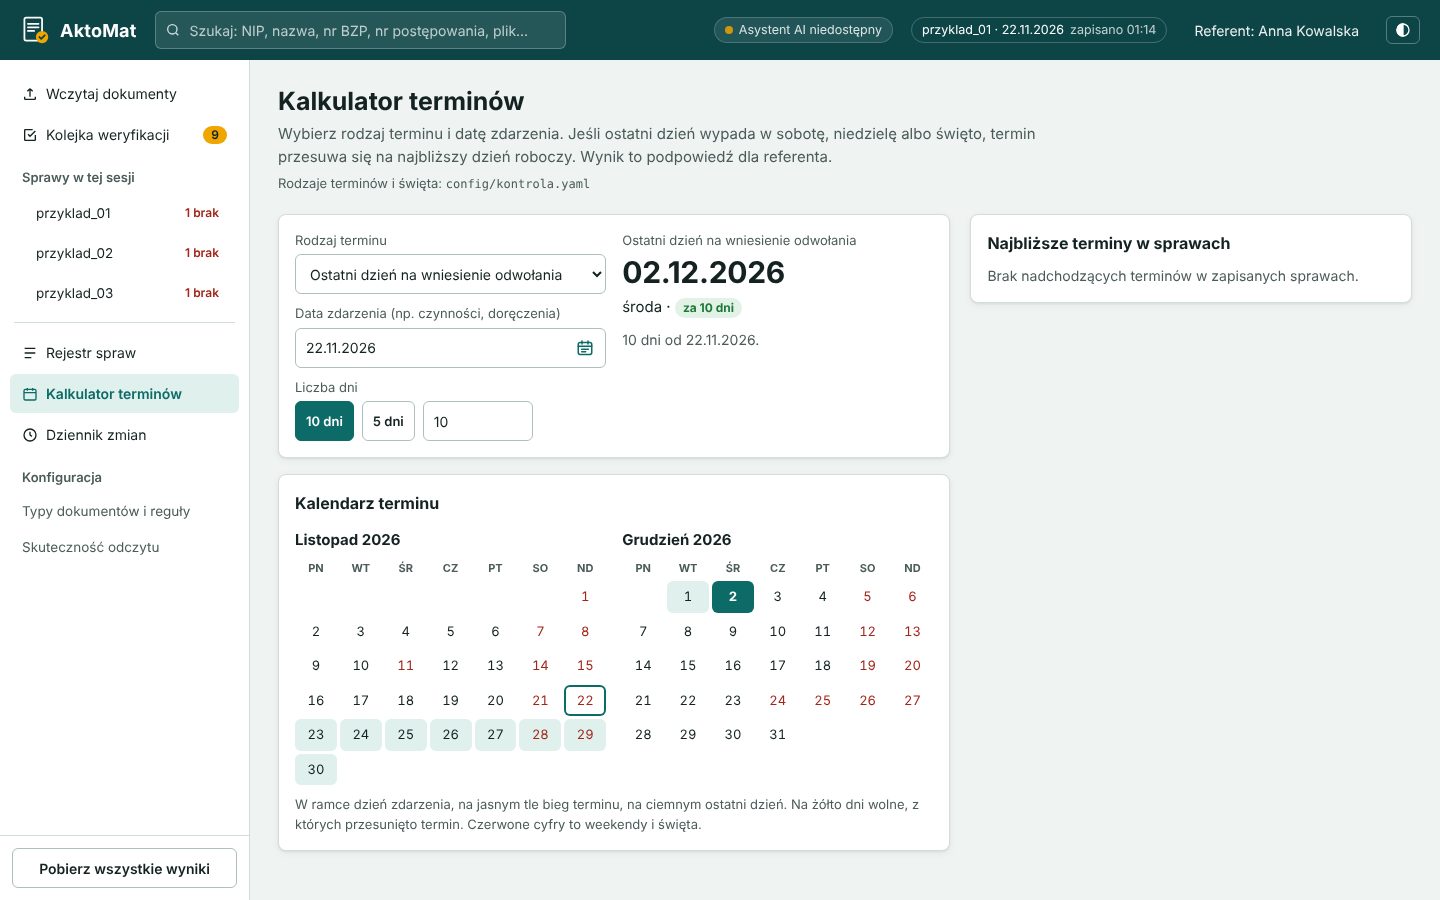 AktoMat
Szukaj: NIP, nazwa, nr BZP, nr postępowania, plik...
Asystent AI niedostępny
przyklad_01 · 22.11.2026 zapisano 01:14
Referent: Anna Kowalska
Wczytaj dokumenty
Kolejka weryfikacji 9
Sprawy w tej sesji
przyklad_01 1 brak
przyklad_02 1 brak
przyklad_03 1 brak
Rejestr spraw
Kalkulator terminów
Dziennik zmian
Konfiguracja
Typy dokumentów i reguły
Skuteczność odczytu
Pobierz wszystkie wyniki
Kalkulator terminów
Wybierz rodzaj terminu i datę zdarzenia. Jeśli ostatni dzień wypada w sobotę, niedzielę albo święto, termin
przesuwa się na najbliższy dzień roboczy. Wynik to podpowiedź dla referenta.
Rodzaje terminów i święta: config/kontrola.yaml
Rodzaj terminu
Ostatni dzień na wniesienie odwołania
Data zdarzenia (np. czynności, doręczenia)
22.11.2026
Liczba dni
10 dni 5 dni 10
Ostatni dzień na wniesienie odwołania
02.12.2026
środa · za 10 dni
10 dni od 22.11.2026.
Najbliższe terminy w sprawach
Brak nadchodzących terminów w zapisanych sprawach.
Kalendarz terminu
Listopad 2026
PN WT ŚR CZ PT SO ND
1
2 3 4 5 6 7 8
9 10 11 12 13 14 15
16 17 18 19 20 21 22
23 24 25 26 27 28 29
30
Grudzień 2026
PN WT ŚR CZ PT SO ND
1 2 3 4 5 6
7 8 9 10 11 12 13
14 15 16 17 18 19 20
21 22 23 24 25 26 27
28 29 30 31
W ramce dzień zdarzenia, na jasnym tle bieg terminu, na ciemnym ostatni dzień. Na żółto dni wolne, z
których przesunięto termin. Czerwone cyfry to weekendy i święta.